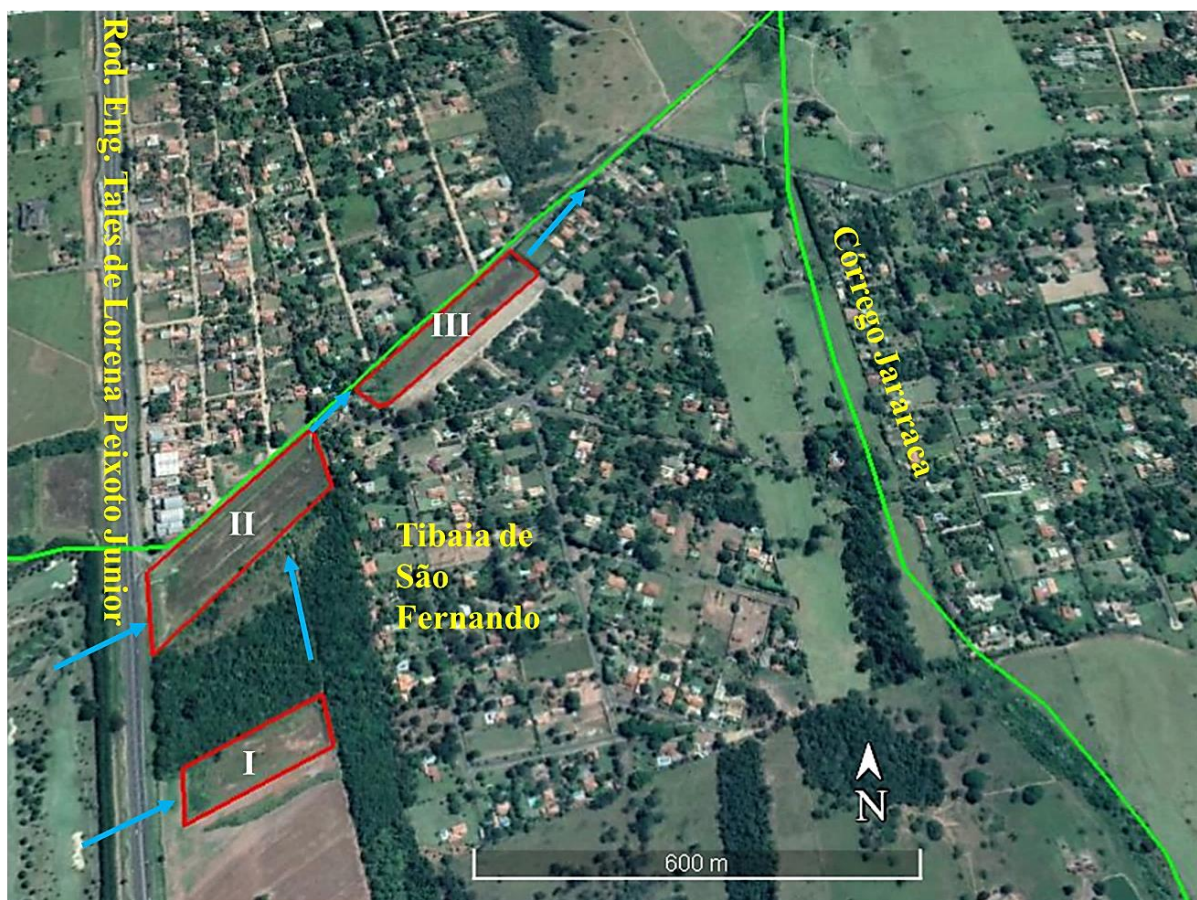 Rod. Eng. Tales de Lorena Peixoto Junior
Córrego Jararaca
III
II
Tibaia de
São
Fernando
I
N
600 m